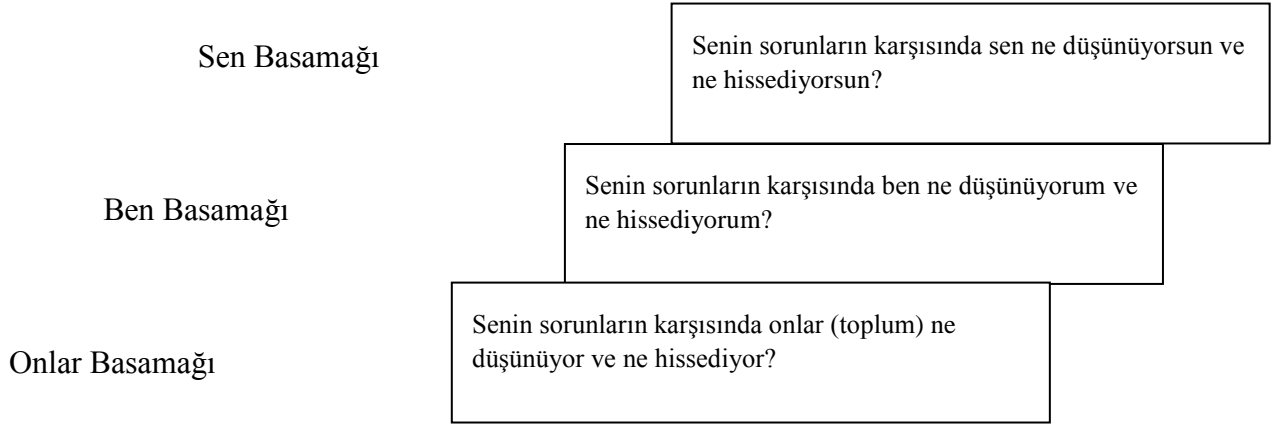 Sen Basamağı
Senin sorunların karşısında sen ne düşünüyorsun ve
ne hissediyorsun?
Ben Basamağı
Senin sorunların karşısında ben ne düşünüyorum ve
ne hissediyorum?
Onlar Basamağı
Senin sorunların karşısında onlar (toplum) ne
düşünüyor ve ne hissediyor?